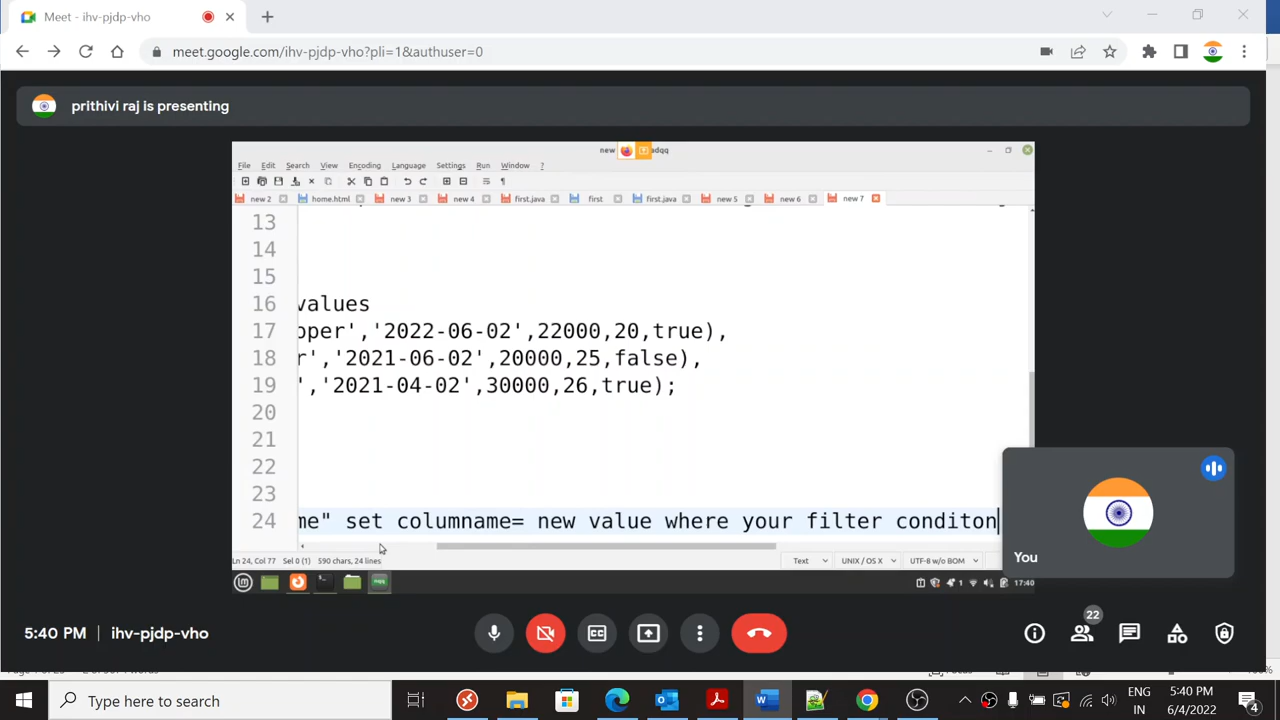 Meet - ihv-pjdp-vho
meet.google.com/ihv-pjdp-vho?pli=1&authuser=0
prithivi raj is presenting
new adqq
File Edit Search View Encoding Language Settings Run Window ?
new 2 home.html new 3 new 4 first.java first first.java new 5 new 6 new 7
13
14
15
16 values
17 pper','2022-06-02',22000,20,true),
18 r','2021-06-02',20000,25,false),
19 ','2021-04-02',30000,26,true);
20
21
22
23
24 me" set columname= new value where your filter conditon
Ln 24, Col 77 Sel 0 (1) 590 chars, 24 lines Text UNIX / OS X UTF-8 w/o BOM
17:40
You
5:40 PM ihv-pjdp-vho
22
Type here to search
ENG
IN
5:40 PM
6/4/2022
4